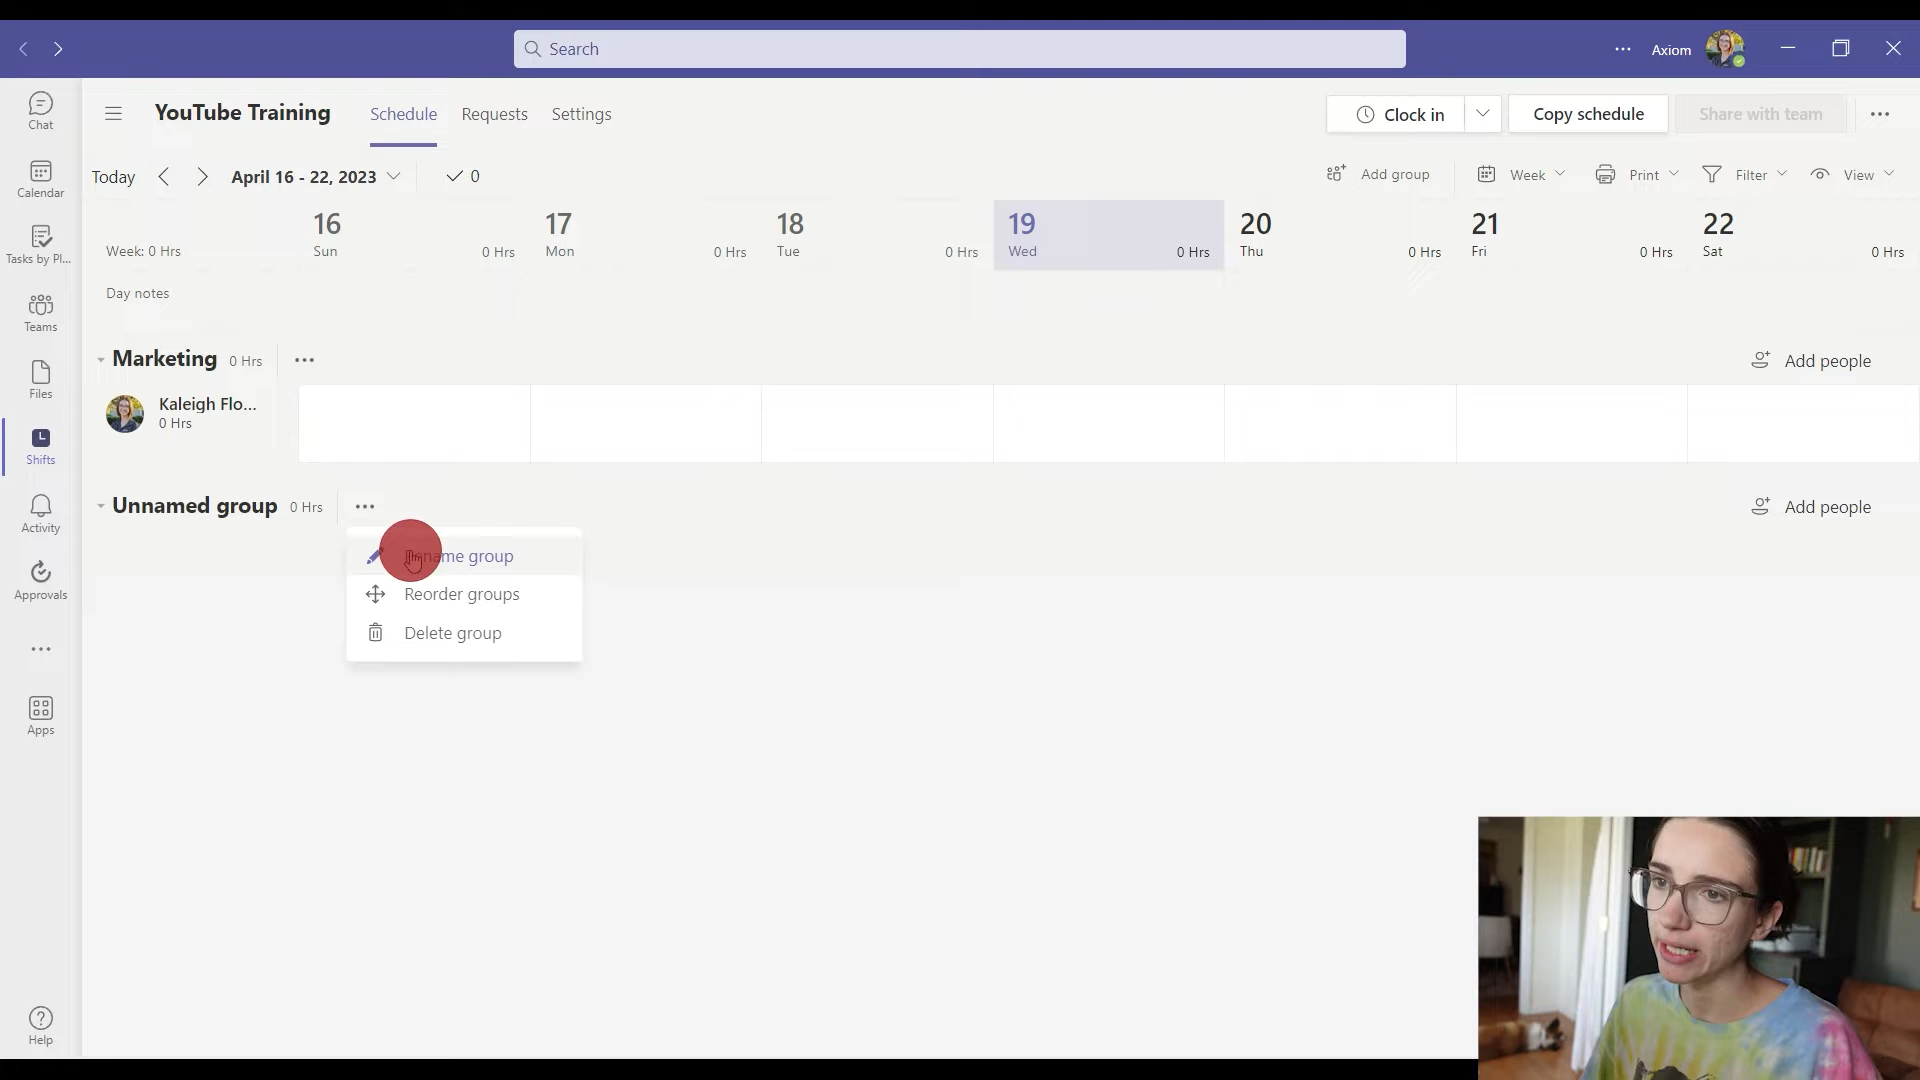 Search
Axiom
Chat
Calendar
Tasks by Pl...
Teams
Files
Shifts
Activity
Approvals
Apps
Help
YouTube Training
Schedule
Requests
Settings
Clock in
Copy schedule
Share with team
Today
April 16 - 22, 2023
0
Add group
Week
Print
Filter
View
Week: 0 Hrs
16
Sun
0 Hrs
17
Mon
0 Hrs
18
Tue
0 Hrs
19
Wed
0 Hrs
20
Thu
0 Hrs
21
Fri
0 Hrs
22
Sat
0 Hrs
Day notes
Marketing 0 Hrs
Add people
Kaleigh Flo...
0 Hrs
Unnamed group 0 Hrs
Add people
group
Reorder groups
Delete group